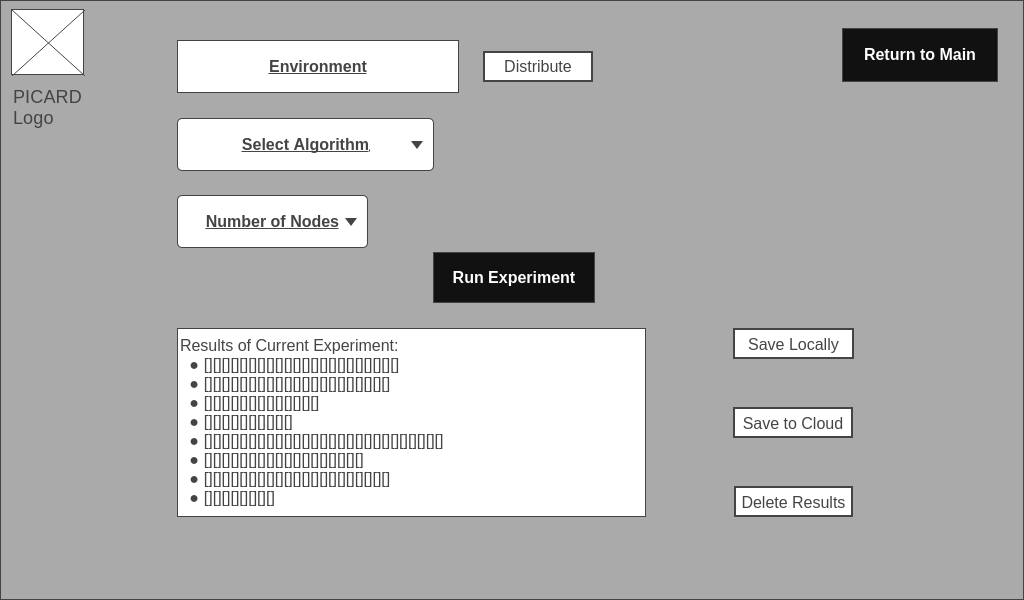 PICARD
Logo
Environment
Distribute
Return to Main
Select Algorithm
Number of Nodes
Run Experiment
Results of Current Experiment:
Save Locally
Save to Cloud
Delete Results